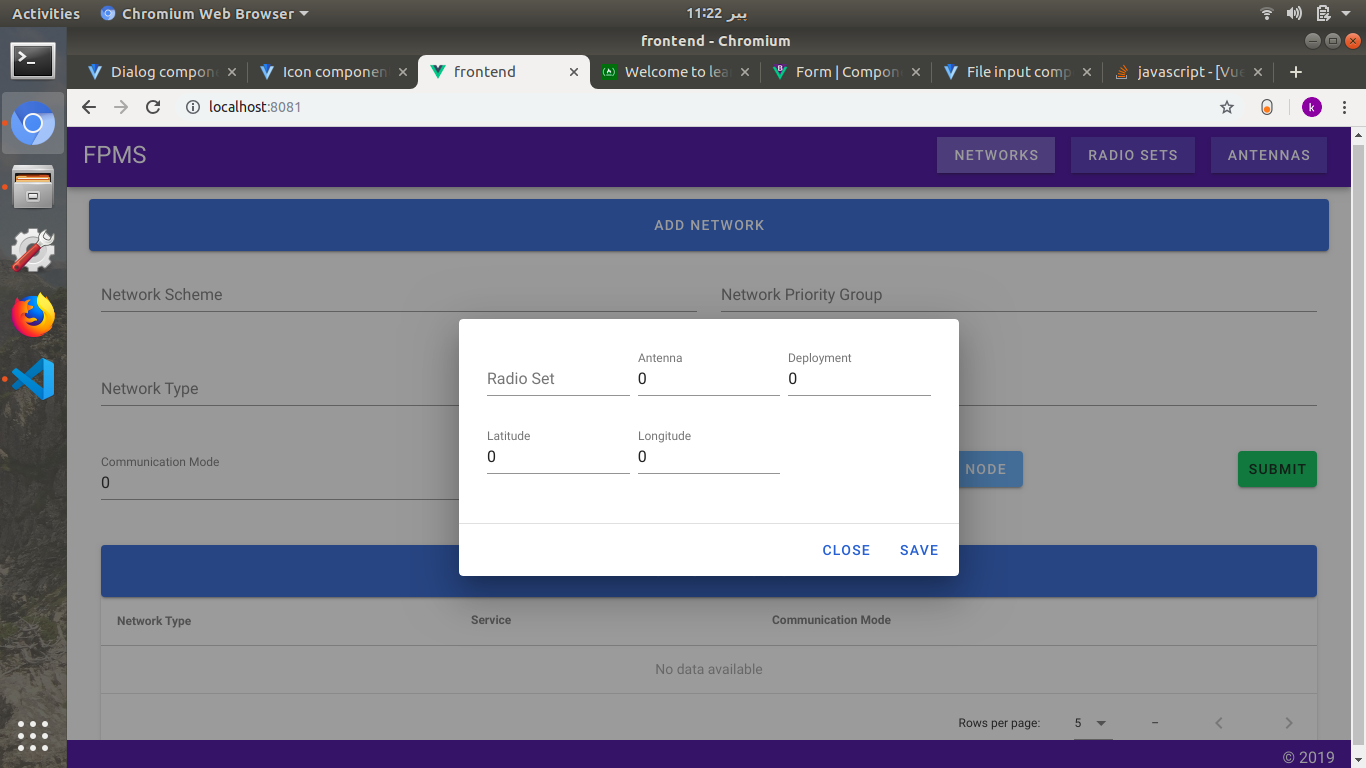 Activities Chromium Web Browser 11:22 پیر
frontend - Chromium
Dialog compon frontend Icon componen Welcome to lea Form | Compon File input comp javascript - [Vue
localhost:8081 k
FPMS NETWORKS RADIO SETS ANTENNAS
ADD NETWORK
Network Scheme Network Priority Group
Antenna Deployment
Radio Set 0 0
Network Type
Latitude Longitude
0 0
Communication Mode
0
NODE SUBMIT
CLOSE SAVE
Network Type Service Communication Mode
No data available
Rows per page: 5 –
© 2019